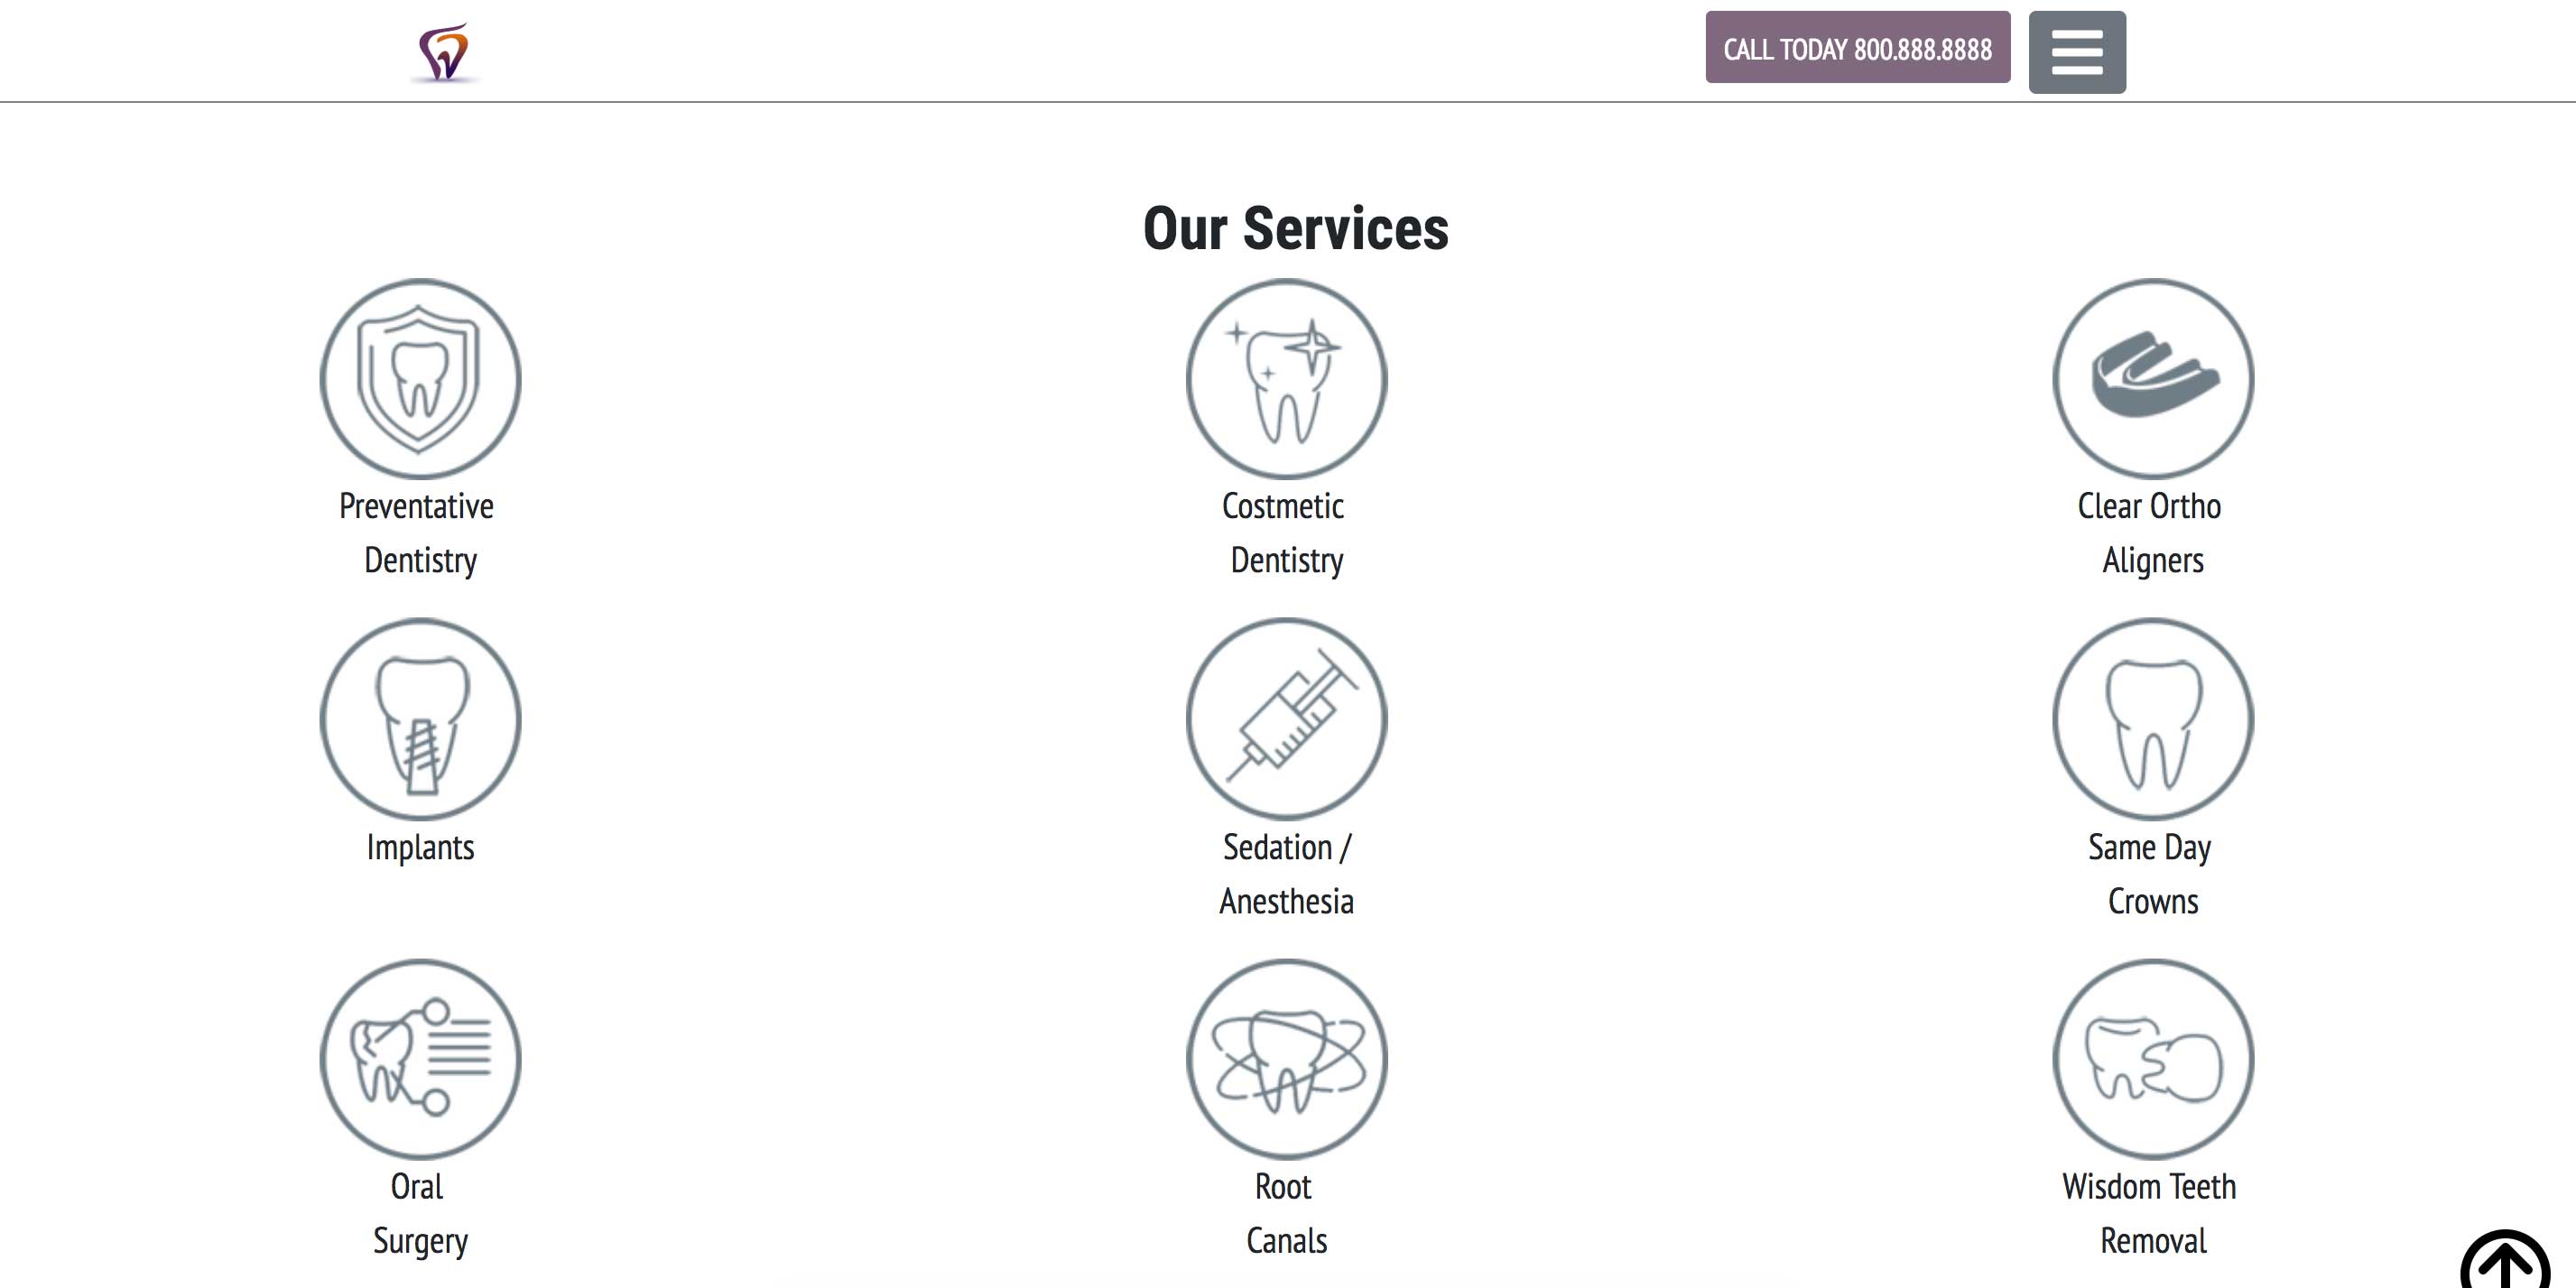 CALL TODAY 800.888.8888
Our Services
Preventative
Dentistry
Costmetic
Dentistry
Clear Ortho
Aligners
Implants
Sedation /
Anesthesia
Same Day
Crowns
Oral
Surgery
Root
Canals
Wisdom Teeth
Removal